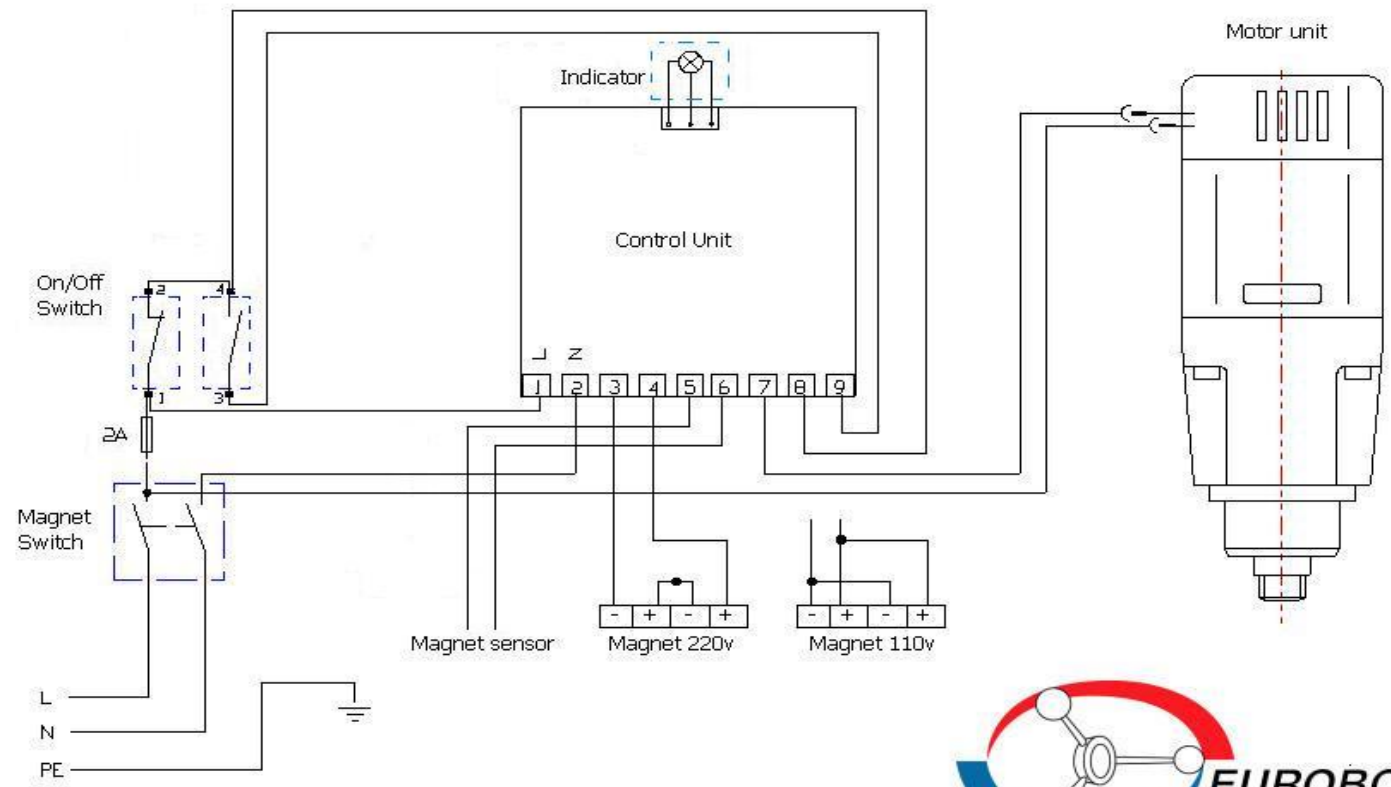 Motor unit
Indicator
Control Unit
On/Off
Switch
2 4
1 3
2A
L N
1 2 3 4 5 6 7 8 9
Magnet
Switch
- + - +
- + - +
Magnet sensor
Magnet 220v
Magnet 110v
L
N
PE